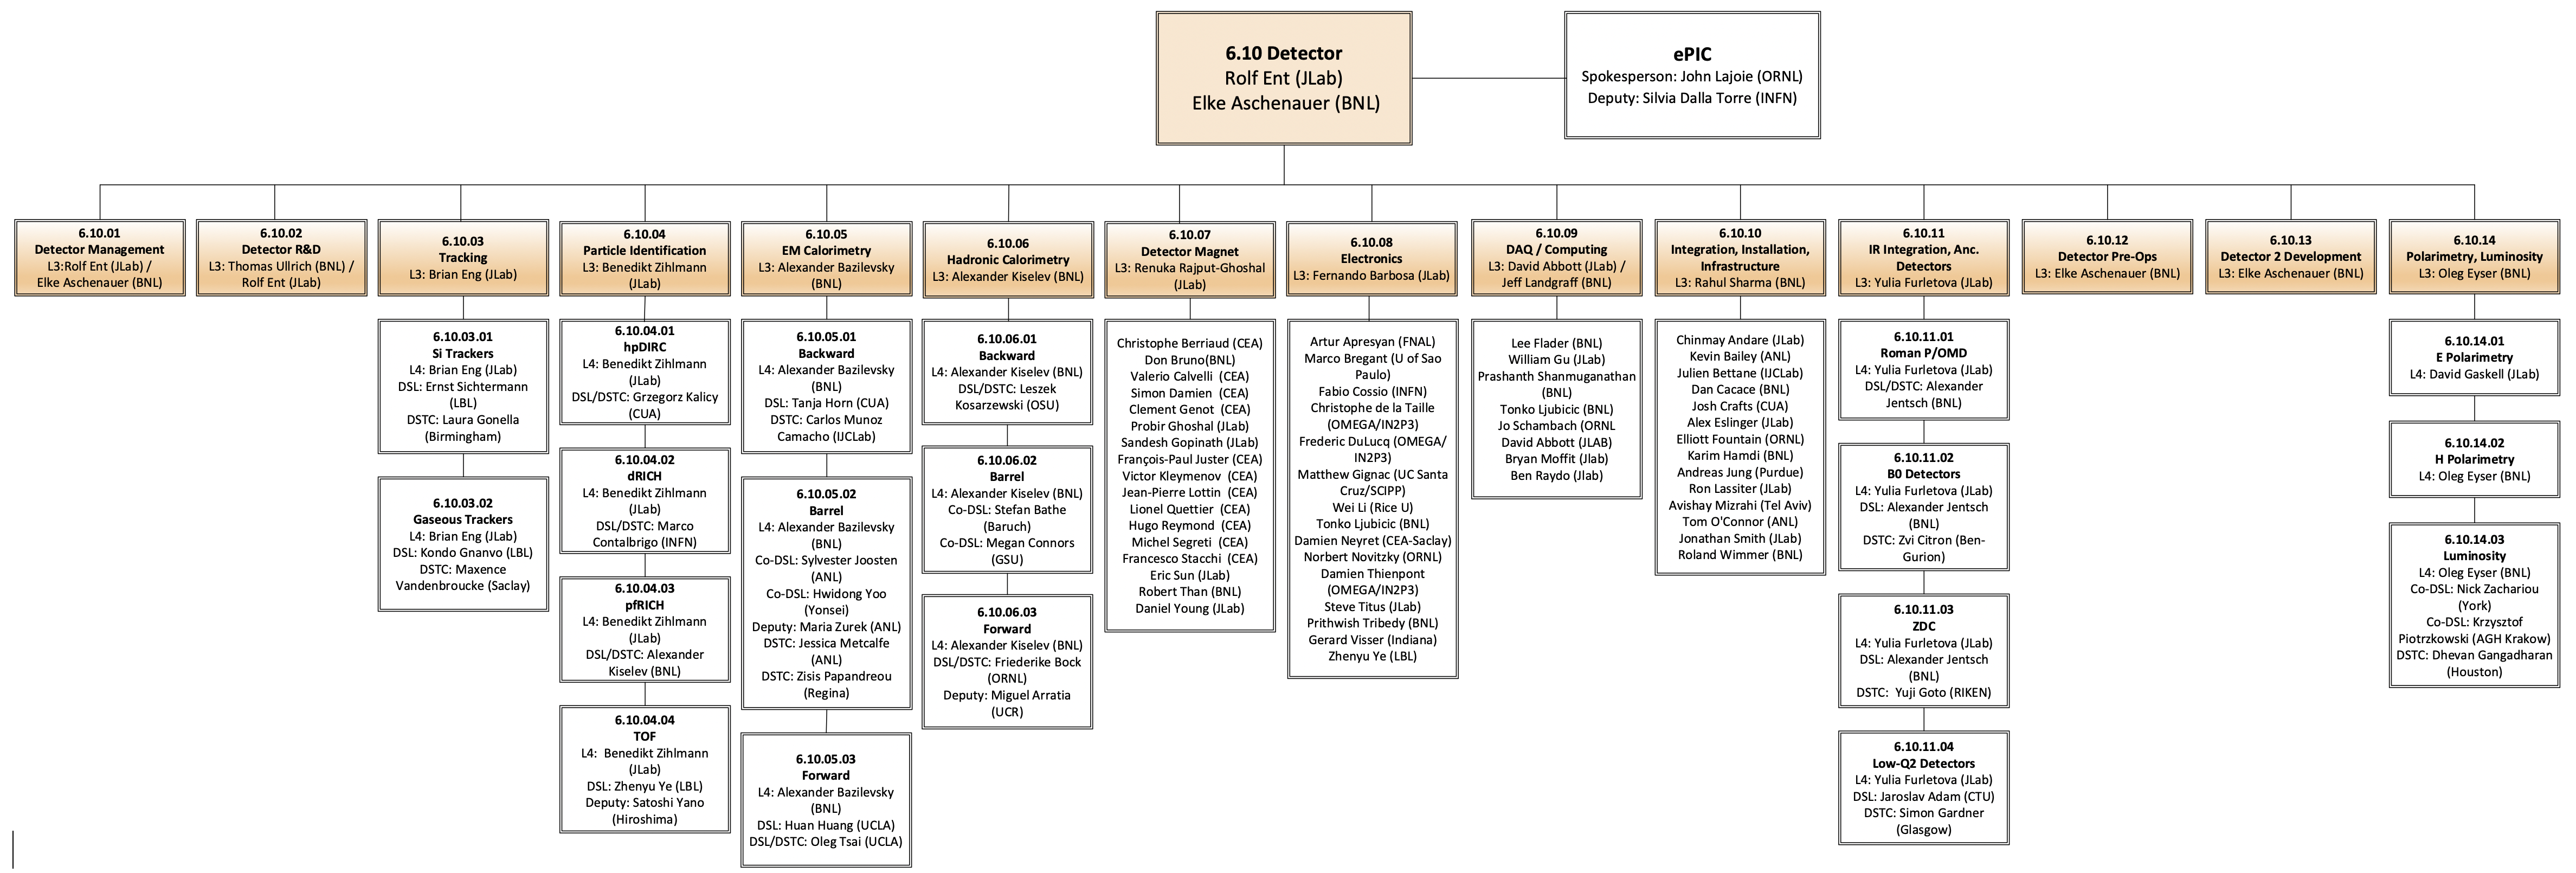 6.10 Detector
Rolf Ent (JLab)
Elke Aschenauer (BNL)
ePIC
Spokesperson: John Lajoie (ORNL)
Deputy: Silvia Dalla Torre (INFN)
6.10.01
Detector Management
L3:Rolf Ent (JLab) /
Elke Aschenauer (BNL)
6.10.02
Detector R&D
L3: Thomas Ullrich (BNL) /
Rolf Ent (JLab)
6.10.03
Tracking
L3: Brian Eng (JLab)
6.10.03.01
Si Trackers
L4: Brian Eng (JLab)
DSL: Ernst Sichtermann
(LBL)
DSTC: Laura Gonella
(Birmingham)
6.10.03.02
Gaseous Trackers
L4: Brian Eng (JLab)
DSL: Kondo Gnanvo (LBL)
DSTC: Maxence
Vandenbroucke (Saclay)
6.10.04
Particle Identification
L3: Benedikt Zihlmann
(JLab)
6.10.04.01
hpDIRC
L4: Benedikt Zihlmann
(JLab)
DSL/DSTC: Grzegorz Kalicy
(CUA)
6.10.04.02
dRICH
L4: Benedikt Zihlmann
(JLab)
DSL/DSTC: Marco
Contalbrigo (INFN)
6.10.04.03
pfRICH
L4: Benedikt Zihlmann
(JLab)
DSL/DSTC: Alexander
Kiselev (BNL)
6.10.04.04
TOF
L4:  Benedikt Zihlmann
(JLab)
DSL: Zhenyu Ye (LBL)
Deputy: Satoshi Yano
(Hiroshima)
6.10.05
EM Calorimetry
L3: Alexander Bazilevsky
(BNL)
6.10.05.01
Backward
L4: Alexander Bazilevsky
(BNL)
DSL: Tanja Horn (CUA)
DSTC: Carlos Munoz
Camacho (IJCLab)
6.10.05.02
Barrel
L4: Alexander Bazilevsky
(BNL)
Co-DSL: Sylvester Joosten
(ANL)
Co-DSL: Hwidong Yoo
(Yonsei)
Deputy: Maria Zurek (ANL)
DSTC: Jessica Metcalfe
(ANL)
DSTC: Zisis Papandreou
(Regina)
6.10.05.03
Forward
L4: Alexander Bazilevsky
(BNL)
DSL: Huan Huang (UCLA)
DSL/DSTC: Oleg Tsai (UCLA)
6.10.06
Hadronic Calorimetry
L3: Alexander Kiselev (BNL)
6.10.06.01
Backward
L4: Alexander Kiselev (BNL)
DSL/DSTC: Leszek
Kosarzewski (OSU)
6.10.06.02
Barrel
L4: Alexander Kiselev (BNL)
Co-DSL: Stefan Bathe
(Baruch)
Co-DSL: Megan Connors
(GSU)
6.10.06.03
Forward
L4: Alexander Kiselev (BNL)
DSL/DSTC: Friederike Bock
(ORNL)
Deputy: Miguel Arratia
(UCR)
6.10.07
Detector Magnet
L3: Renuka Rajput-Ghoshal
(JLab)
Christophe Berriaud (CEA)
Don Bruno(BNL)
Valerio Calvelli  (CEA)
Simon Damien  (CEA)
Clement Genot  (CEA)
Probir Ghoshal (JLab)
Sandesh Gopinath (JLab)
François-Paul Juster (CEA)
Victor Kleymenov  (CEA)
Jean-Pierre Lottin  (CEA)
Lionel Quettier  (CEA)
Hugo Reymond  (CEA)
Michel Segreti  (CEA)
Francesco Stacchi  (CEA)
Eric Sun (JLab)
Robert Than (BNL)
Daniel Young (JLab)
6.10.08
Electronics
L3: Fernando Barbosa (JLab)
Artur Apresyan (FNAL)
Marco Bregant (U of Sao
Paulo)
Fabio Cossio (INFN)
Christophe de la Taille
(OMEGA/IN2P3)
Frederic DuLucq (OMEGA/
IN2P3)
Matthew Gignac (UC Santa
Cruz/SCIPP)
Wei Li (Rice U)
Tonko Ljubicic (BNL)
Damien Neyret (CEA-Saclay)
Norbert Novitzky (ORNL)
Damien Thienpont
(OMEGA/IN2P3)
Steve Titus (JLab)
Prithwish Tribedy (BNL)
Gerard Visser (Indiana)
Zhenyu Ye (LBL)
6.10.09
DAQ / Computing
L3: David Abbott (JLab) /
Jeff Landgraff (BNL)
Lee Flader (BNL)
William Gu (JLab)
Prashanth Shanmuganathan
(BNL)
Tonko Ljubicic (BNL)
Jo Schambach (ORNL
David Abbott (JLAB)
Bryan Moffit (Jlab)
Ben Raydo (Jlab)
6.10.10
Integration, Installation,
Infrastructure
L3: Rahul Sharma (BNL)
Chinmay Andare (JLab)
Kevin Bailey (ANL)
Julien Bettane (IJCLab)
Dan Cacace (BNL)
Josh Crafts (CUA)
Alex Eslinger (JLab)
Elliott Fountain (ORNL)
Karim Hamdi (BNL)
Andreas Jung (Purdue)
Ron Lassiter (JLab)
Avishay Mizrahi (Tel Aviv)
Tom O'Connor (ANL)
Jonathan Smith (JLab)
Roland Wimmer (BNL)
6.10.11
IR Integration, Anc.
Detectors
L3: Yulia Furletova (JLab)
6.10.11.01
Roman P/OMD
L4: Yulia Furletova (JLab)
DSL/DSTC: Alexander
Jentsch (BNL)
6.10.11.02
B0 Detectors
L4: Yulia Furletova (JLab)
DSL: Alexander Jentsch
(BNL)
DSTC: Zvi Citron (Ben-
Gurion)
6.10.11.03
ZDC
L4: Yulia Furletova (JLab)
DSL: Alexander Jentsch
(BNL)
DSTC:  Yuji Goto (RIKEN)
6.10.11.04
Low-Q2 Detectors
L4: Yulia Furletova (JLab)
DSL: Jaroslav Adam (CTU)
DSTC: Simon Gardner
(Glasgow)
6.10.12
Detector Pre-Ops
L3: Elke Aschenauer (BNL)
6.10.13
Detector 2 Development
L3: Elke Aschenauer (BNL)
6.10.14
Polarimetry, Luminosity
L3: Oleg Eyser (BNL)
6.10.14.01
E Polarimetry
L4: David Gaskell (JLab)
6.10.14.02
H Polarimetry
L4: Oleg Eyser (BNL)
6.10.14.03
Luminosity
L4: Oleg Eyser (BNL)
Co-DSL: Nick Zachariou
(York)
Co-DSL: Krzysztof
Piotrzkowski (AGH Krakow)
DSTC: Dhevan Gangadharan
(Houston)